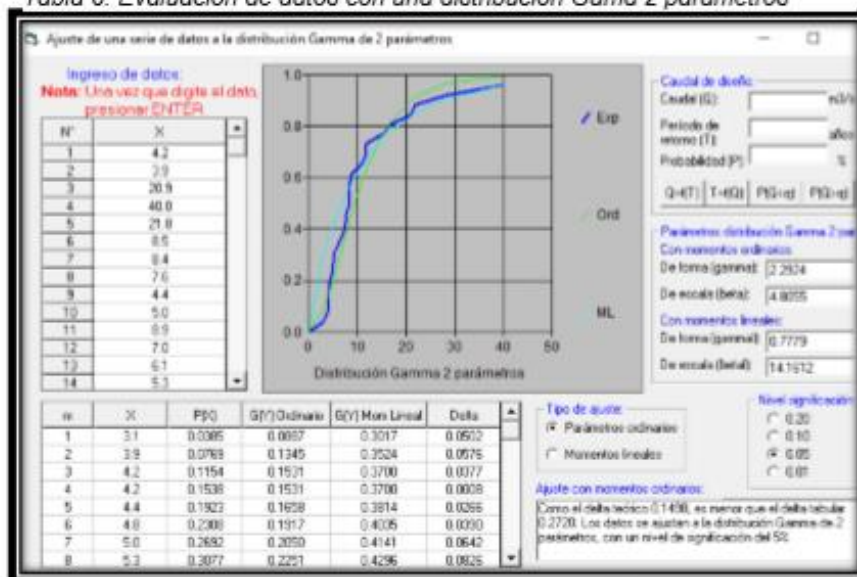 Tabla 6. Evaluación de datos con una distribución Gama 2 parámetros
Ajuste de una serie de datos a la distribución Gamma de 2 parámetros
Ingreso de datos:
Nota: Una vez que digite el dato, presionar ENTER
N° X
1 4.2
2 3.9
3 20.9
4 40.0
5 21.8
6 8.5
7 8.4
8 7.6
9 4.4
10 5.0
11 8.9
12 7.0
13 6.1
14 5.3
1.0
0.8
0.6
0.4
0.2
0.0
0 10 20 30 40 50
Distribución Gamma 2 parámetros
Exp
Ord
ML
Caudal de diseño:
Caudal (Q): m3/s
Período de retorno (T): años
Probabilidad (P): %
Q=f(T) T=f(Q)
Parámetros distribución Gamma 2 par
Con momentos ordinarios:
De forma (gamma): 2.2924
De escala (beta): 4.8055
Con momentos lineales:
De forma (gamma): 0.7779
De escala (beta): 14.1612
m X P(X) G(Y) Ordinario G(Y) Mom Lineal Delta
1 3.1 0.0385 0.0887 0.3017 0.0502
2 3.9 0.0769 0.1345 0.3524 0.0576
3 4.2 0.1154 0.1531 0.3700 0.0377
4 4.2 0.1538 0.1531 0.3700 0.0008
5 4.4 0.1923 0.1658 0.3814 0.0266
6 4.8 0.2308 0.1917 0.4035 0.0390
7 5.0 0.2692 0.2050 0.4141 0.0642
8 5.3 0.3077 0.2251 0.4296 0.0826
Tipo de ajuste:
Parámetros ordinarios
Momentos lineales
Nivel significación
0.20
0.10
0.05
0.01
Ajuste con momentos ordinarios:
Como el delta teórico 0.1498, es menor que el delta tabular
0.2720. Los datos se ajustan a la distribución Gamma de 2
parámetros, con un nivel de significación del 5%